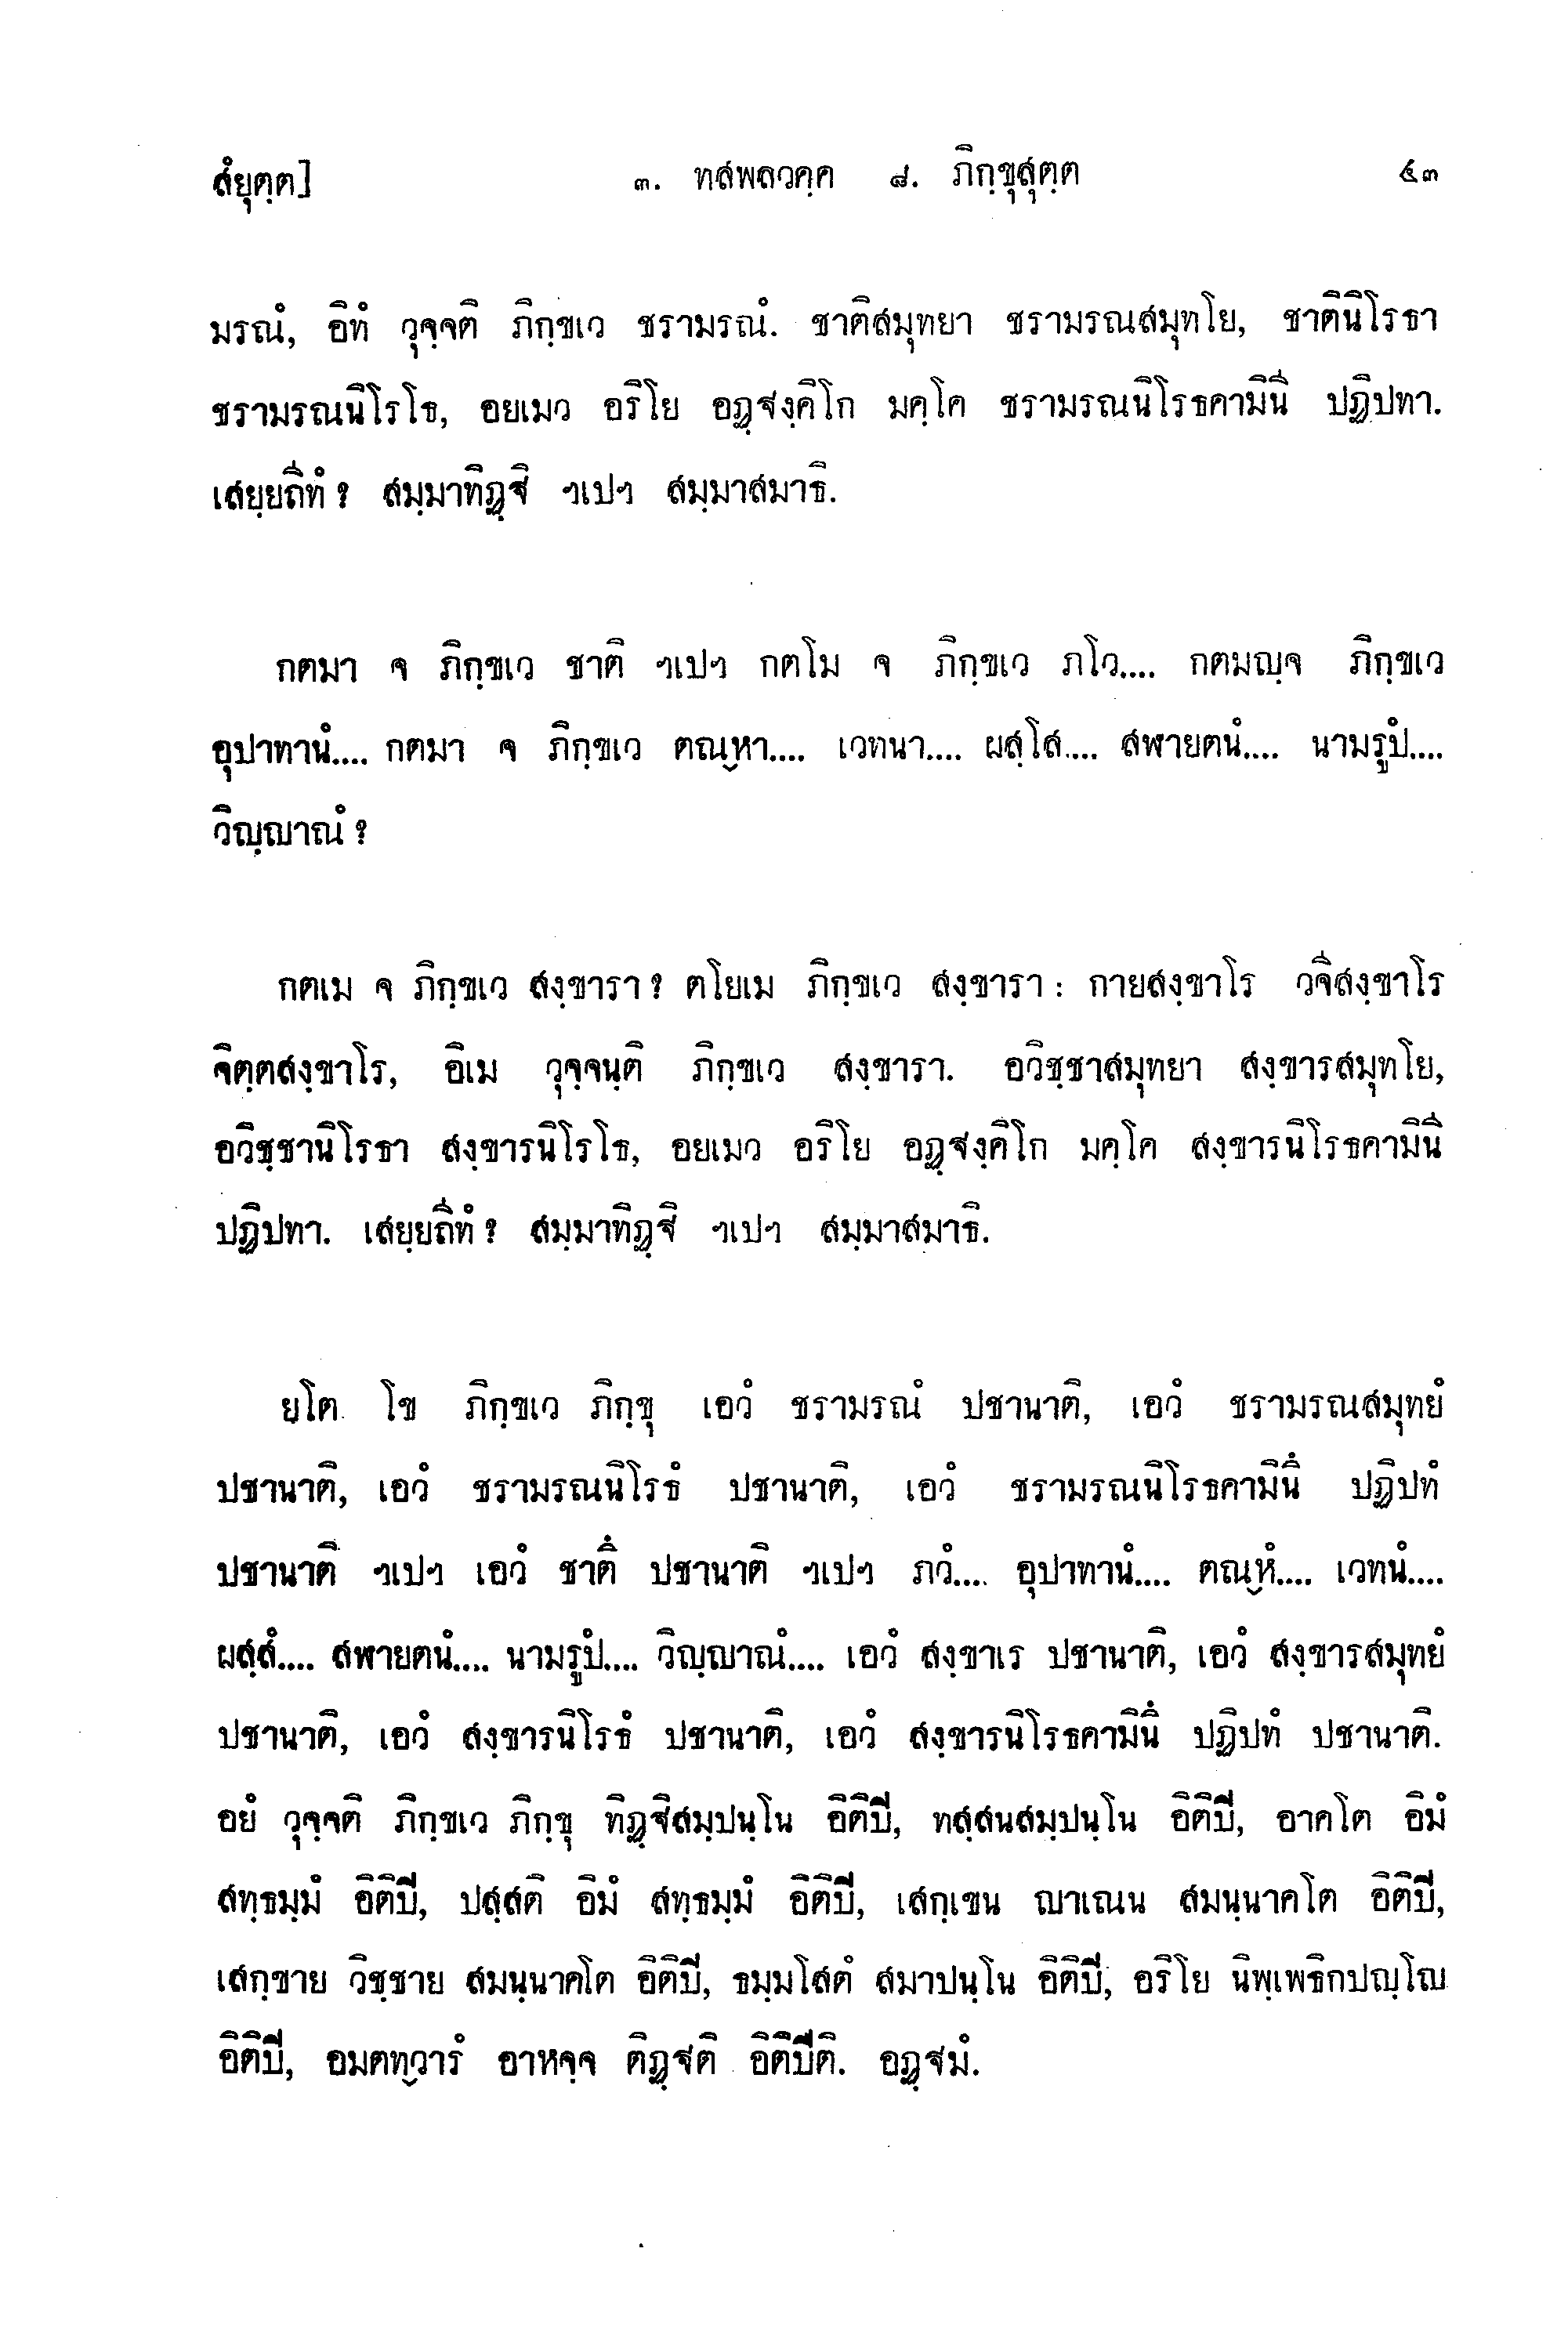 สํยุตฺต] ๓. ทสพลวคฺค ๘. ภิกฺขุสุตฺต ๕๓
มรณํ, อิทํ วุจฺจติ ภิกฺขเว ชรามรณํ. ชาติสมุทยา ชรามรณสมุทโย, ชาตินิโรธา
ชรามรณนิโรโธ, อยเมว อริโย อฏฺฐงฺคิโก มคฺโค ชรามรณนิโรธคามินี ปฏิปทา.
เสยฺยถีทํ? สมฺมาทิฏฺฐิ ฯเปฯ สมฺมาสมาธิ.
กตมา จ ภิกฺขเว ชาติ ฯเปฯ กตโม จ ภิกฺขเว ภโว.... กตมญฺจ ภิกฺขเว
อุปาทานํ.... กตมา จ ภิกฺขเว ตณฺหา.... เวทนา.... ผสฺโส.... สฬายตนํ.... นามรูปํ....
วิญฺญาณํ?
กตเม จ ภิกฺขเว สงฺขารา? ตโยเม ภิกฺขเว สงฺขารา: กายสงฺขาโร วจีสงฺขาโร
จิตฺตสงฺขาโร, อิเม วุจฺจนฺติ ภิกฺขเว สงฺขารา. อวิชฺชาสมุทยา สงฺขารสมุทโย,
อวิชฺชานิโรธา สงฺขารนิโรโธ, อยเมว อริโย อฏฺฐงฺคิโก มคฺโค สงฺขารนิโรธคามินี
ปฏิปทา. เสยฺยถีทํ? สมฺมาทิฏฺฐิ ฯเปฯ สมฺมาสมาธิ.
ยโต โข ภิกฺขเว ภิกฺขุ เอวํ ชรามรณํ ปชานาติ, เอวํ ชรามรณสมุทยํ
ปชานาติ, เอวํ ชรามรณนิโรธํ ปชานาติ, เอวํ ชรามรณนิโรธคามินึ ปฏิปทํ
ปชานาติ ฯเปฯ เอวํ ชาตึ ปชานาติ ฯเปฯ ภวํ.... อุปาทานํ.... ตณฺหํ.... เวทนํ....
ผสฺสํ.... สฬายตนํ.... นามรูปํ.... วิญฺญาณํ.... เอวํ สงฺขาเร ปชานาติ, เอวํ สงฺขารสมุทยํ
ปชานาติ, เอวํ สงฺขารนิโรธํ ปชานาติ, เอวํ สงฺขารนิโรธคามินึ ปฏิปทํ ปชานาติ.
อยํ วุจฺจติ ภิกฺขเว ภิกฺขุ ทิฏฺฐิสมฺปนฺโน อิติปิ, ทสฺสนสมฺปนฺโน อิติปิ, อาคโต อิมํ
สทฺธมฺมํ อิติปิ, ปสฺสติ อิมํ สทฺธมฺมํ อิติปิ, เสกฺเขน ญาเณน สมนฺนาคโต อิติปิ,
เสกฺขาย วิชฺชาย สมนฺนาคโต อิติปิ, ธมฺมโสตํ สมาปนฺโน อิติปิ, อริโย นิพฺเพธิกปญฺโญ
อิติปิ, อมตทฺวารํ อาหจฺจ ติฏฺฐติ อิติปีติ. อฏฺฐมํ.